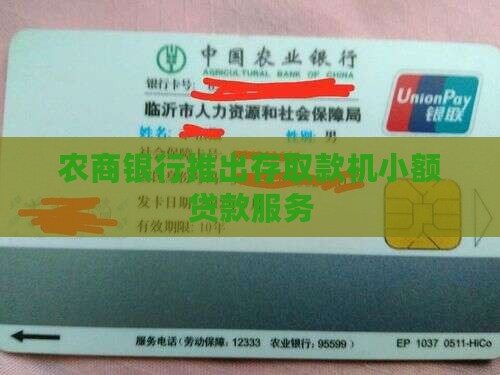 中国农业银行
AGRICULTURAL BANK OF CHINA
银行卡号:
UnionPay
银联
临沂市人力资源和社会保障局
姓名: 性别: 男
农商银行推出存取款机小额
贷款服务
发卡日期
有效期限: 10年
服务电话(劳动保障: 12333 农业银行: 95599)
EP 1037 0511-HiCo